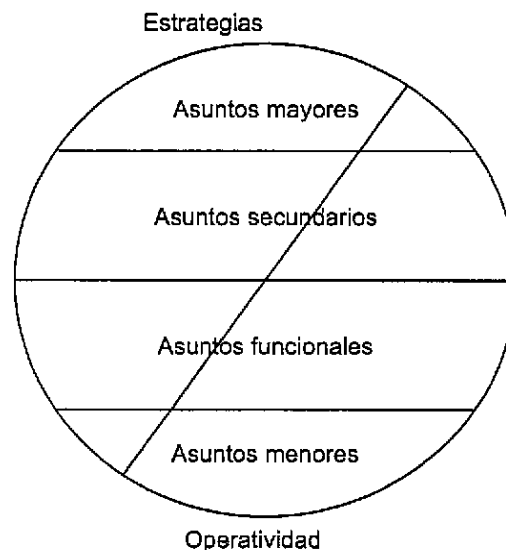 Estrategias
Asuntos mayores
Asuntos secundarios
Asuntos funcionales
Asuntos menores
Operatividad